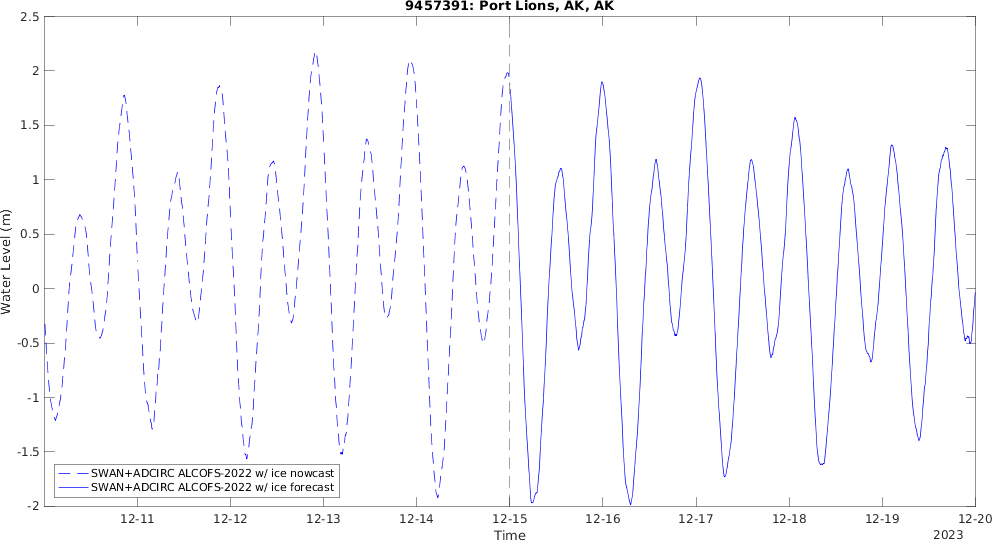 9457391: Port Lions, AK, AK
Water Level (m)
2.5
2
1.5
1
0.5
0
-0.5
-1
-1.5
-2
SWAN+ADCIRC ALCOFS-2022 w/ ice nowcast
SWAN+ADCIRC ALCOFS-2022 w/ ice forecast
12-11 12-12 12-13 12-14 12-15 12-16 12-17 12-18 12-19 12-20
Time
2023